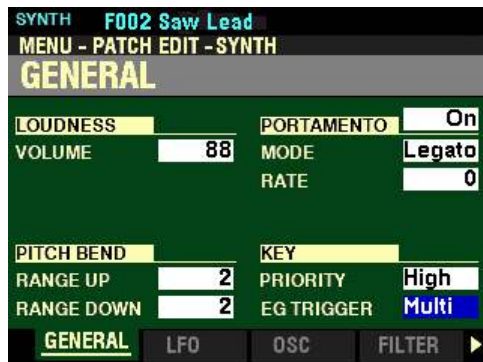 SYNTH F002 Saw Lead
MENU - PATCH EDIT - SYNTH
GENERAL
LOUDNESS
VOLUME 88
PORTAMENTO On
MODE Legato
RATE 0
PITCH BEND
RANGE UP 2
RANGE DOWN 2
KEY
PRIORITY High
EG TRIGGER Multi
GENERAL LFO OSC FILTER